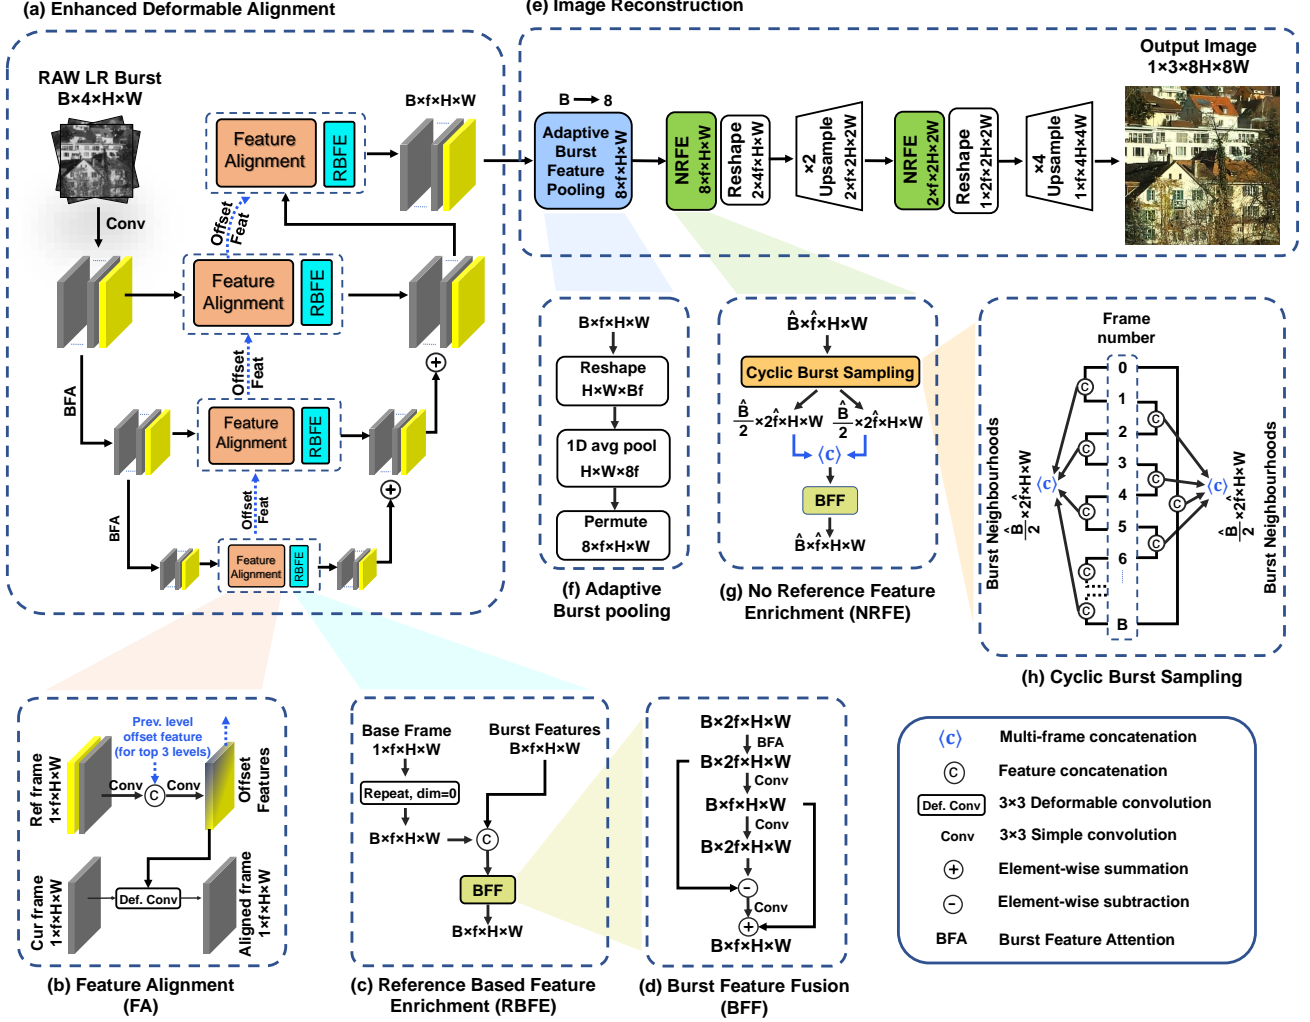 (a) Enhanced Deformable Alignment
RAW LR Burst
B×4×H×W
Conv
BFA
BFA
Feature
Alignment
RBFE
B×f×H×W
Offset
Feat
Feature
Alignment
RBFE
Offset
Feat
Feature
Alignment
RBFE
Offset
Feat
Feature
Alignment
RBFE
(e) Image Reconstruction
B → 8
Adaptive
Burst
Feature
Pooling
8×f×H×W
NRFE
8×f×H×W
Reshape
2×4f×H×W
×2
Upsample
2×f×2H×2W
NRFE
2×f×2H×2W
Reshape
1×2f×2H×2W
×4
Upsample
1×f×4H×4W
Output Image
1×3×8H×8W
B×f×H×W
Reshape
H×W×Bf
1D avg pool
H×W×8f
Permute
8×f×H×W
(f) Adaptive
Burst pooling
B̂×f̂×H×W
Cyclic Burst Sampling
B̂/2 ×2f̂×H×W
B̂/2 ×2f̂×H×W
⟨c⟩
BFF
B̂×f̂×H×W
(g) No Reference Feature
Enrichment (NRFE)
Frame
number
0
1
2
3
4
5
6
B
C
C
C
C
C
C
C
C
C
⟨c⟩
⟨c⟩
Burst Neighbourhoods
B̂/2 ×2f̂×H×W
B̂/2 ×2f×H×W
Burst Neighbourhoods
(h) Cyclic Burst Sampling
Prev. level
offset feature
(for top 3 levels)
Ref frame
1×f×H×W
Conv
C
Conv
Offset
Features
Cur frame
1×f×H×W
Def. Conv
Aligned frame
1×f×H×W
(b) Feature Alignment
(FA)
Base Frame
1×f×H×W
Repeat, dim=0
B×f×H×W
Burst Features
B×f×H×W
C
BFF
B×f×H×W
(c) Reference Based Feature
Enrichment (RBFE)
B×2f×H×W
BFA
B×2f×H×W
Conv
B×f×H×W
Conv
B×2f×H×W
Conv
B×f×H×W
(d) Burst Feature Fusion
(BFF)
⟨c⟩ Multi-frame concatenation
C Feature concatenation
Def. Conv 3×3 Deformable convolution
Conv 3×3 Simple convolution
+ Element-wise summation
- Element-wise subtraction
BFA Burst Feature Attention